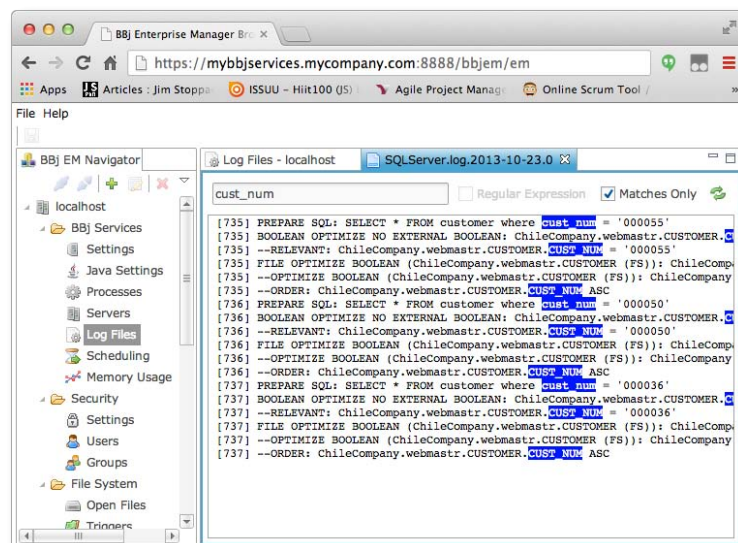 BBj Enterprise Manager Bro
https://mybbjservices.mycompany.com:8888/bbjem/em
Apps Articles : Jim Stoppa ISSUU - Hiit100 (JS) Agile Project Manage Online Scrum Tool /
File Help
BBj EM Navigator
localhost
BBj Services
Settings
Java Settings
Processes
Servers
Log Files
Scheduling
Memory Usage
Security
Settings
Users
Groups
File System
Open Files
Triggers
Log Files - localhost SQLServer.log.2013-10-23.0
cust_num Regular Expression Matches Only
[735] PREPARE SQL: SELECT * FROM customer where cust_num = '000055'
[735] BOOLEAN OPTIMIZE NO EXTERNAL BOOLEAN: ChileCompany.webmastr.CUSTOMER.C
[735] --RELEVANT: ChileCompany.webmastr.CUSTOMER.CUST_NUM = '000055'
[735] FILE OPTIMIZE BOOLEAN (ChileCompany.webmastr.CUSTOMER (FS)): ChileComp
[735] --OPTIMIZE BOOLEAN (ChileCompany.webmastr.CUSTOMER (FS)): ChileCompany
[735] --ORDER: ChileCompany.webmastr.CUSTOMER.CUST_NUM ASC
[736] PREPARE SQL: SELECT * FROM customer where cust_num = '000050'
[736] BOOLEAN OPTIMIZE NO EXTERNAL BOOLEAN: ChileCompany.webmastr.CUSTOMER.C
[736] --RELEVANT: ChileCompany.webmastr.CUSTOMER.CUST_NUM = '000050'
[736] FILE OPTIMIZE BOOLEAN (ChileCompany.webmastr.CUSTOMER (FS)): ChileComp
[736] --OPTIMIZE BOOLEAN (ChileCompany.webmastr.CUSTOMER (FS)): ChileCompany
[736] --ORDER: ChileCompany.webmastr.CUSTOMER.CUST_NUM ASC
[737] PREPARE SQL: SELECT * FROM customer where cust_num = '000036'
[737] BOOLEAN OPTIMIZE NO EXTERNAL BOOLEAN: ChileCompany.webmastr.CUSTOMER.C
[737] --RELEVANT: ChileCompany.webmastr.CUSTOMER.CUST_NUM = '000036'
[737] FILE OPTIMIZE BOOLEAN (ChileCompany.webmastr.CUSTOMER (FS)): ChileComp
[737] --OPTIMIZE BOOLEAN (ChileCompany.webmastr.CUSTOMER (FS)): ChileCompany
[737] --ORDER: ChileCompany.webmastr.CUSTOMER.CUST_NUM ASC